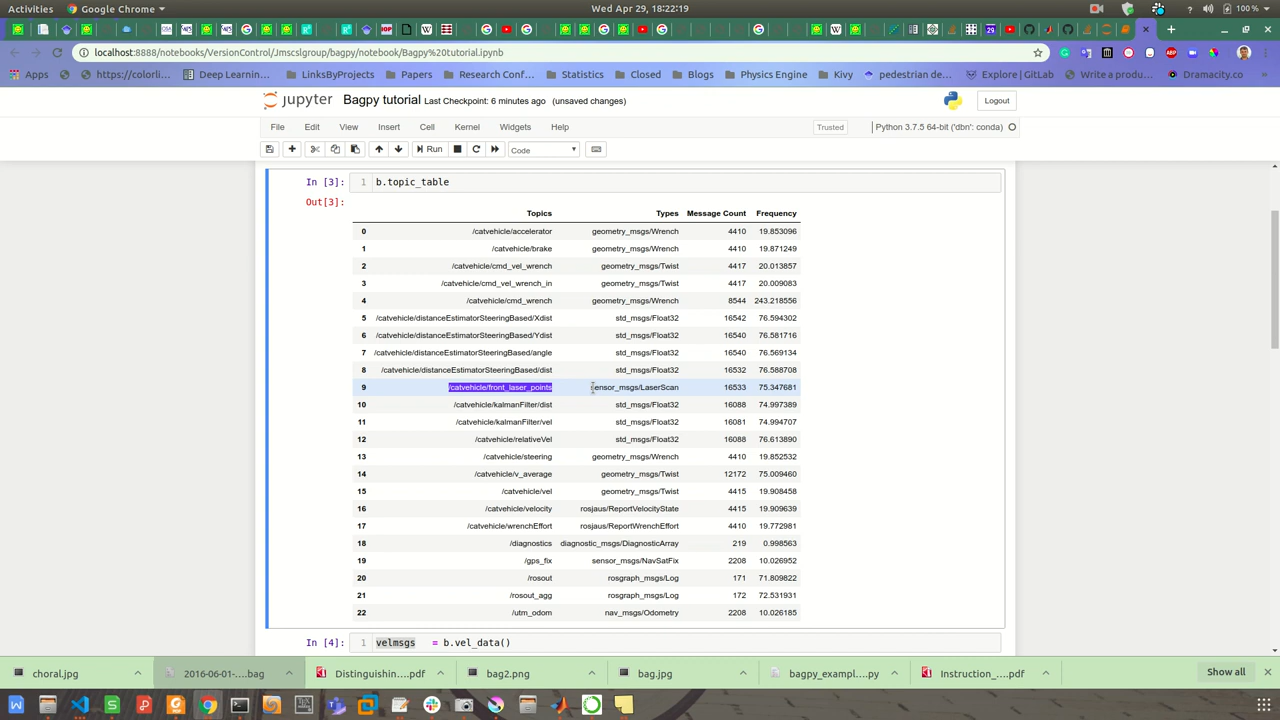 Activities Google Chrome Wed Apr 29, 18:22:19 100 %
localhost:8888/notebooks/VersionControl/Jmscslgroup/bagpy/notebook/Bagpy%20tutorial.ipynb
Apps https://colorli... Deep Learnin... LinksByProjects Papers Research Conf... Statistics Closed Blogs Physics Engine Kivy pedestrian de... Explore | GitLab Write a produ... Dramacity.co
jupyter Bagpy tutorial Last Checkpoint: 6 minutes ago (unsaved changes) Logout
File Edit View Insert Cell Kernel Widgets Help Trusted Python 3.7.5 64-bit ('dbn': conda)
Run Code
In [3]: 1 b.topic_table
Out[3]:
Topics Types Message Count Frequency
0 /catvehicle/accelerator geometry_msgs/Wrench 4410 19.853096
1 /catvehicle/brake geometry_msgs/Wrench 4410 19.871249
2 /catvehicle/cmd_vel_wrench geometry_msgs/Twist 4417 20.013857
3 /catvehicle/cmd_vel_wrench_in geometry_msgs/Twist 4417 20.009083
4 /catvehicle/cmd_wrench geometry_msgs/Wrench 8544 243.218556
5 /catvehicle/distanceEstimatorSteeringBased/Xdist std_msgs/Float32 16542 76.594302
6 /catvehicle/distanceEstimatorSteeringBased/Ydist std_msgs/Float32 16540 76.581716
7 /catvehicle/distanceEstimatorSteeringBased/angle std_msgs/Float32 16540 76.569134
8 /catvehicle/distanceEstimatorSteeringBased/dist std_msgs/Float32 16532 76.588708
9 /catvehicle/front_laser_points sensor_msgs/LaserScan 16533 75.347681
10 /catvehicle/kalmanFilter/dist std_msgs/Float32 16088 74.997389
11 /catvehicle/kalmanFilter/vel std_msgs/Float32 16081 74.994707
12 /catvehicle/relativeVel std_msgs/Float32 16088 76.613890
13 /catvehicle/steering geometry_msgs/Wrench 4410 19.852532
14 /catvehicle/v_average geometry_msgs/Twist 12172 75.009460
15 /catvehicle/vel geometry_msgs/Twist 4415 19.908458
16 /catvehicle/velocity rosjaus/ReportVelocityState 4415 19.909639
17 /catvehicle/wrenchEffort rosjaus/ReportWrenchEffort 4410 19.772981
18 /diagnostics diagnostic_msgs/DiagnosticArray 219 0.998563
19 /gps_fix sensor_msgs/NavSatFix 2208 10.026952
20 /rosout rosgraph_msgs/Log 171 71.809822
21 /rosout_agg rosgraph_msgs/Log 172 72.531931
22 /utm_odom nav_msgs/Odometry 2208 10.026185
In [4]: 1 velmsgs = b.vel_data()
choral.jpg 2016-06-01-....bag Distinguishin....pdf bag2.png bag.jpg bagpy_exampl....py Instruction_....pdf Show all